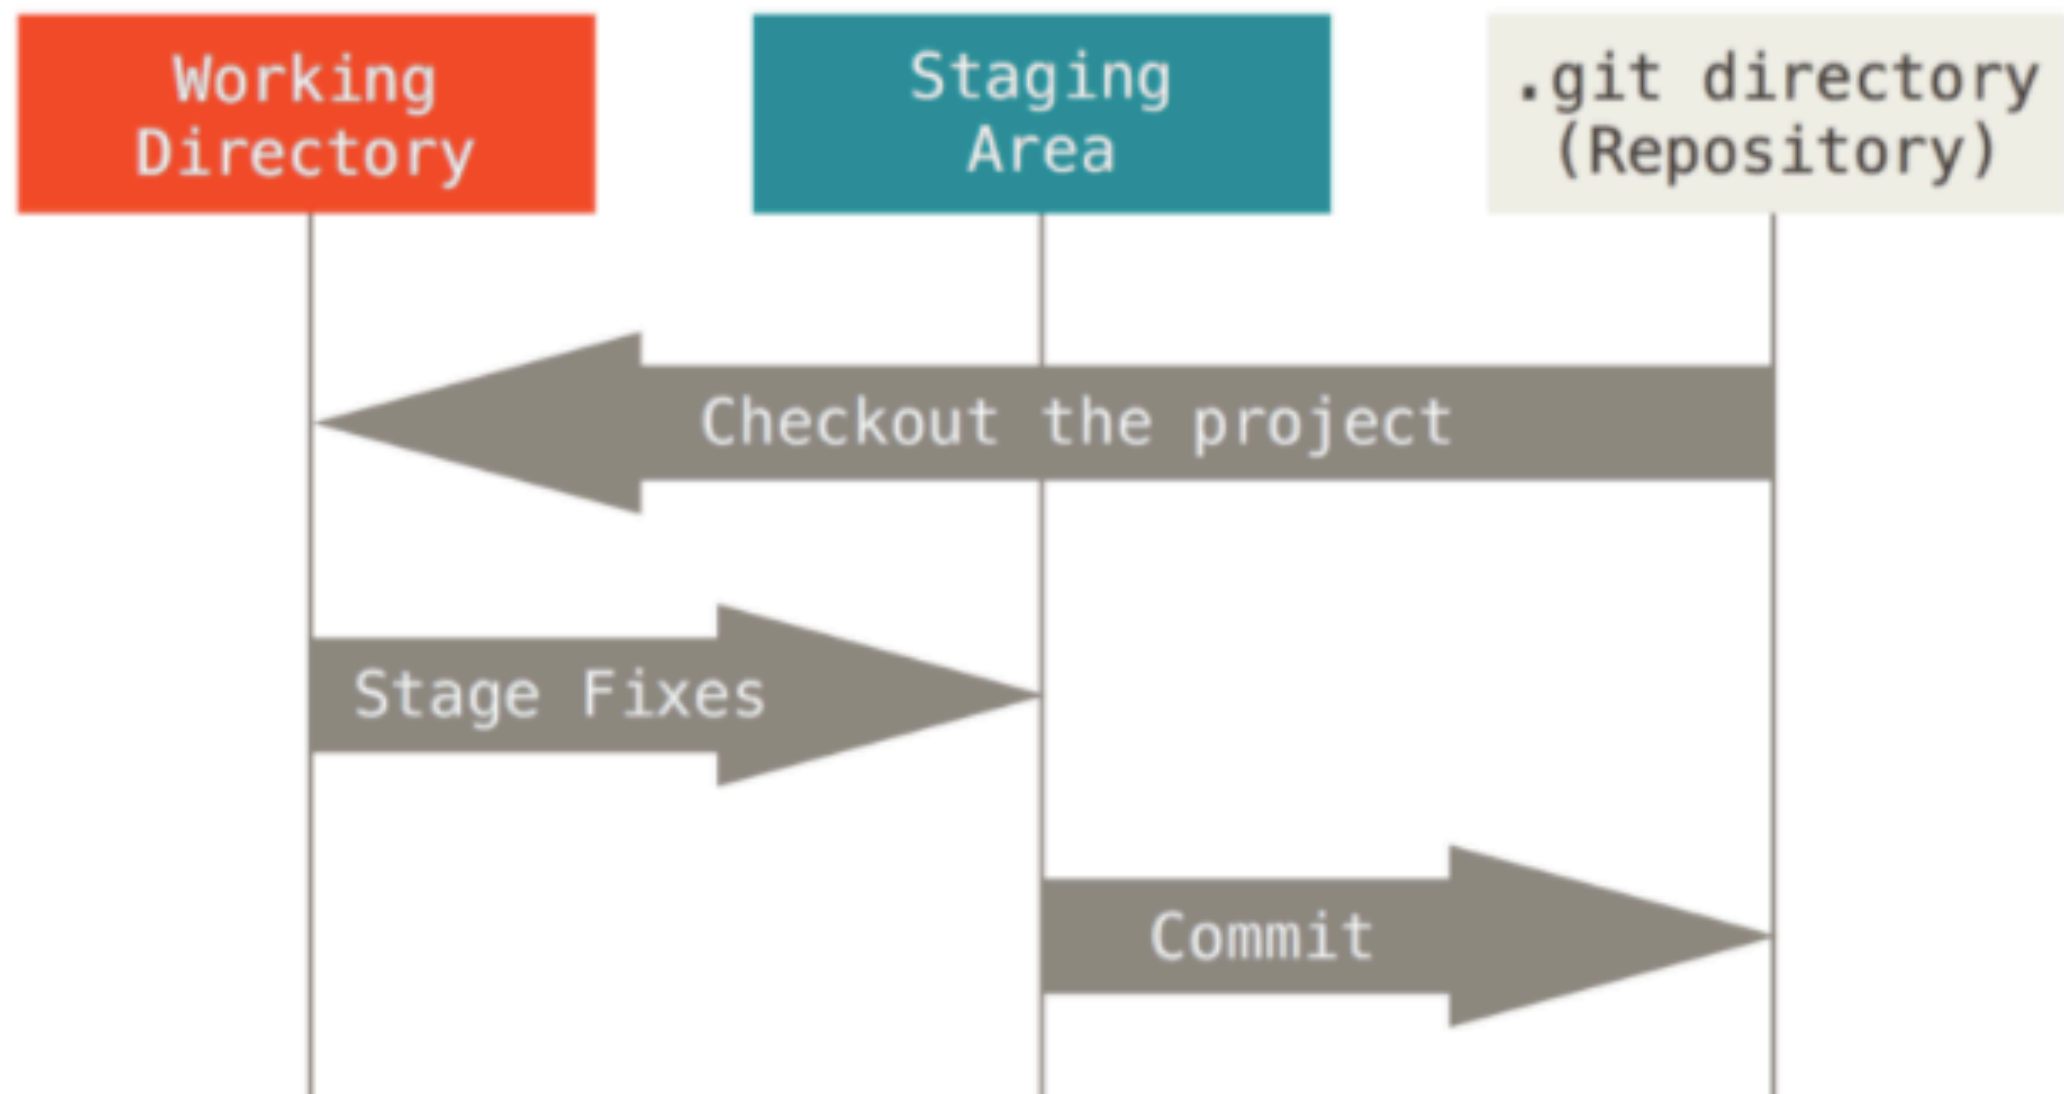 Working
Directory
Staging
Area
.git directory
(Repository)
Checkout the project
Stage Fixes
Commit